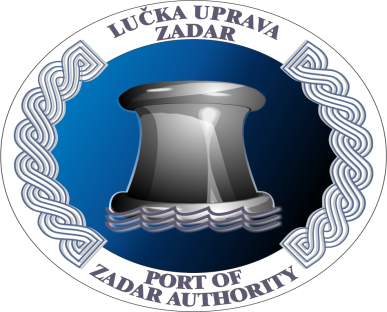 LUČKA UPRAVA
ZADAR
PORT OF
ZADAR AUTHORITY